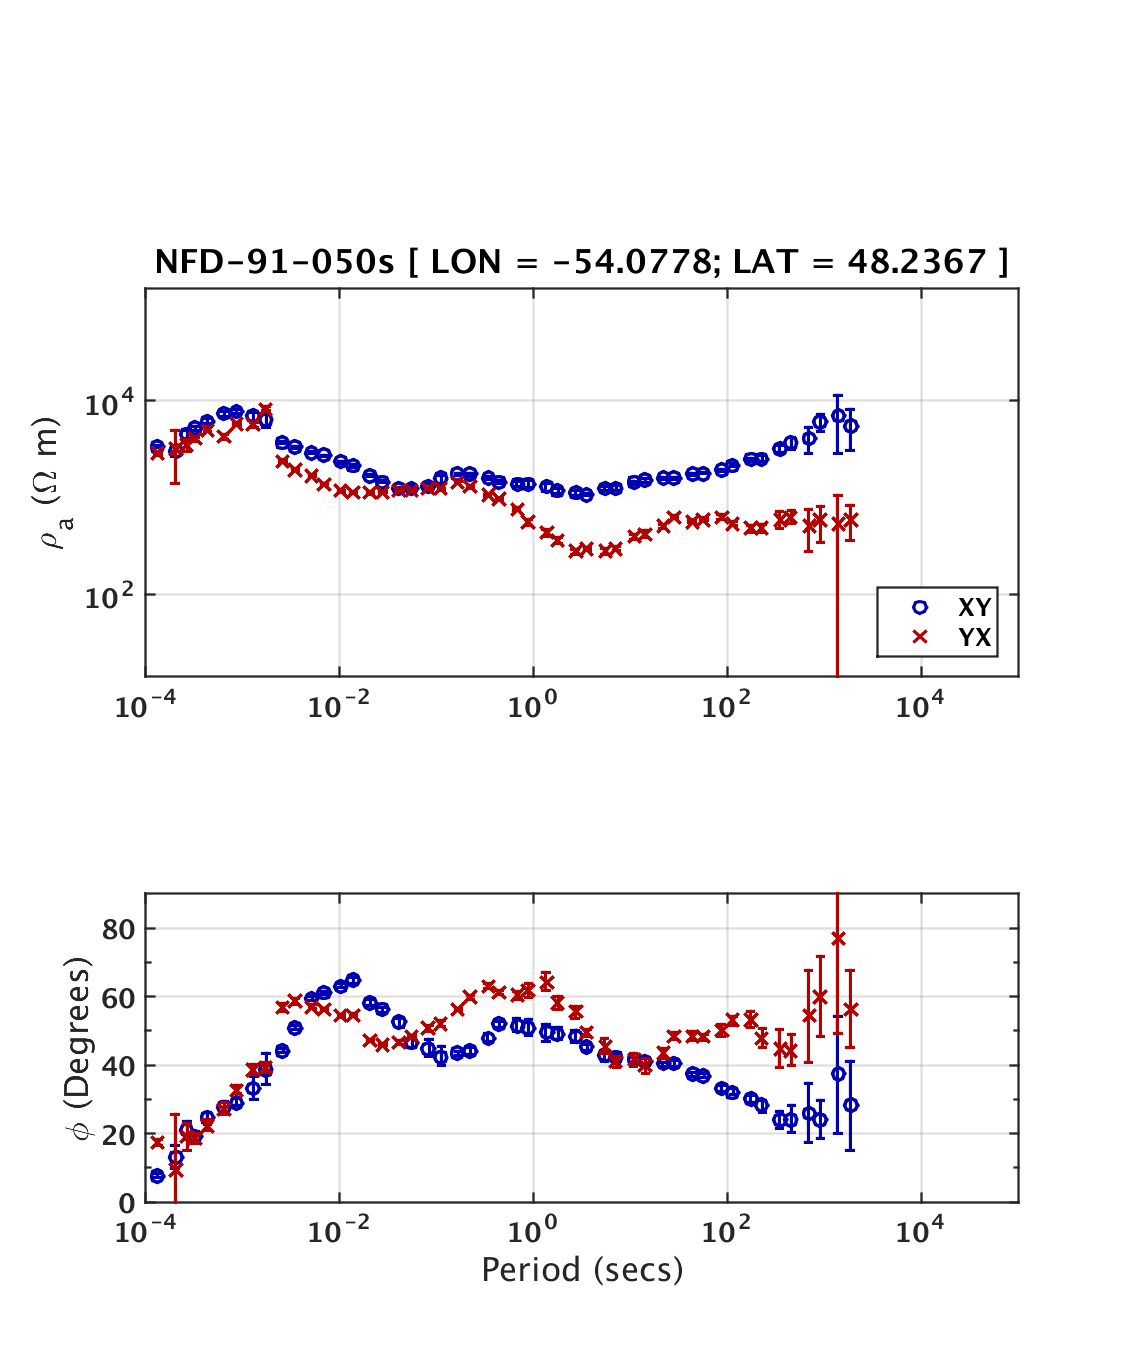 NFD-91-050s [ LON = -54.0778; LAT = 48.2367 ]
10^4
10^2
ρ_a (Ω m)
XY
YX
10^-4 10^-2 10^0 10^2 10^4
80
60
40
20
0
ϕ (Degrees)
10^-4 10^-2 10^0 10^2 10^4
Period (secs)